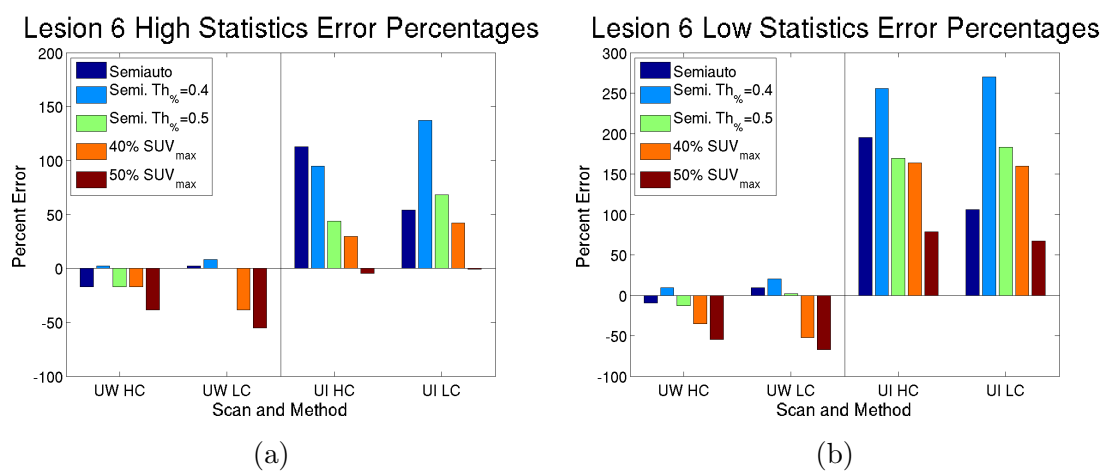 Lesion 6 High Statistics Error Percentages
200
150
100
50
0
-50
-100
Percent Error
Semiauto
Semi. Th%=0.4
Semi. Th%=0.5
40% SUVmax
50% SUVmax
UW HC
UW LC
UI HC
UI LC
Scan and Method
(a)
Lesion 6 Low Statistics Error Percentages
300
250
200
150
100
50
0
-50
-100
Percent Error
Semiauto
Semi. Th%=0.4
Semi. Th%=0.5
40% SUVmax
50% SUVmax
UW HC
UW LC
UI HC
UI LC
Scan and Method
(b)